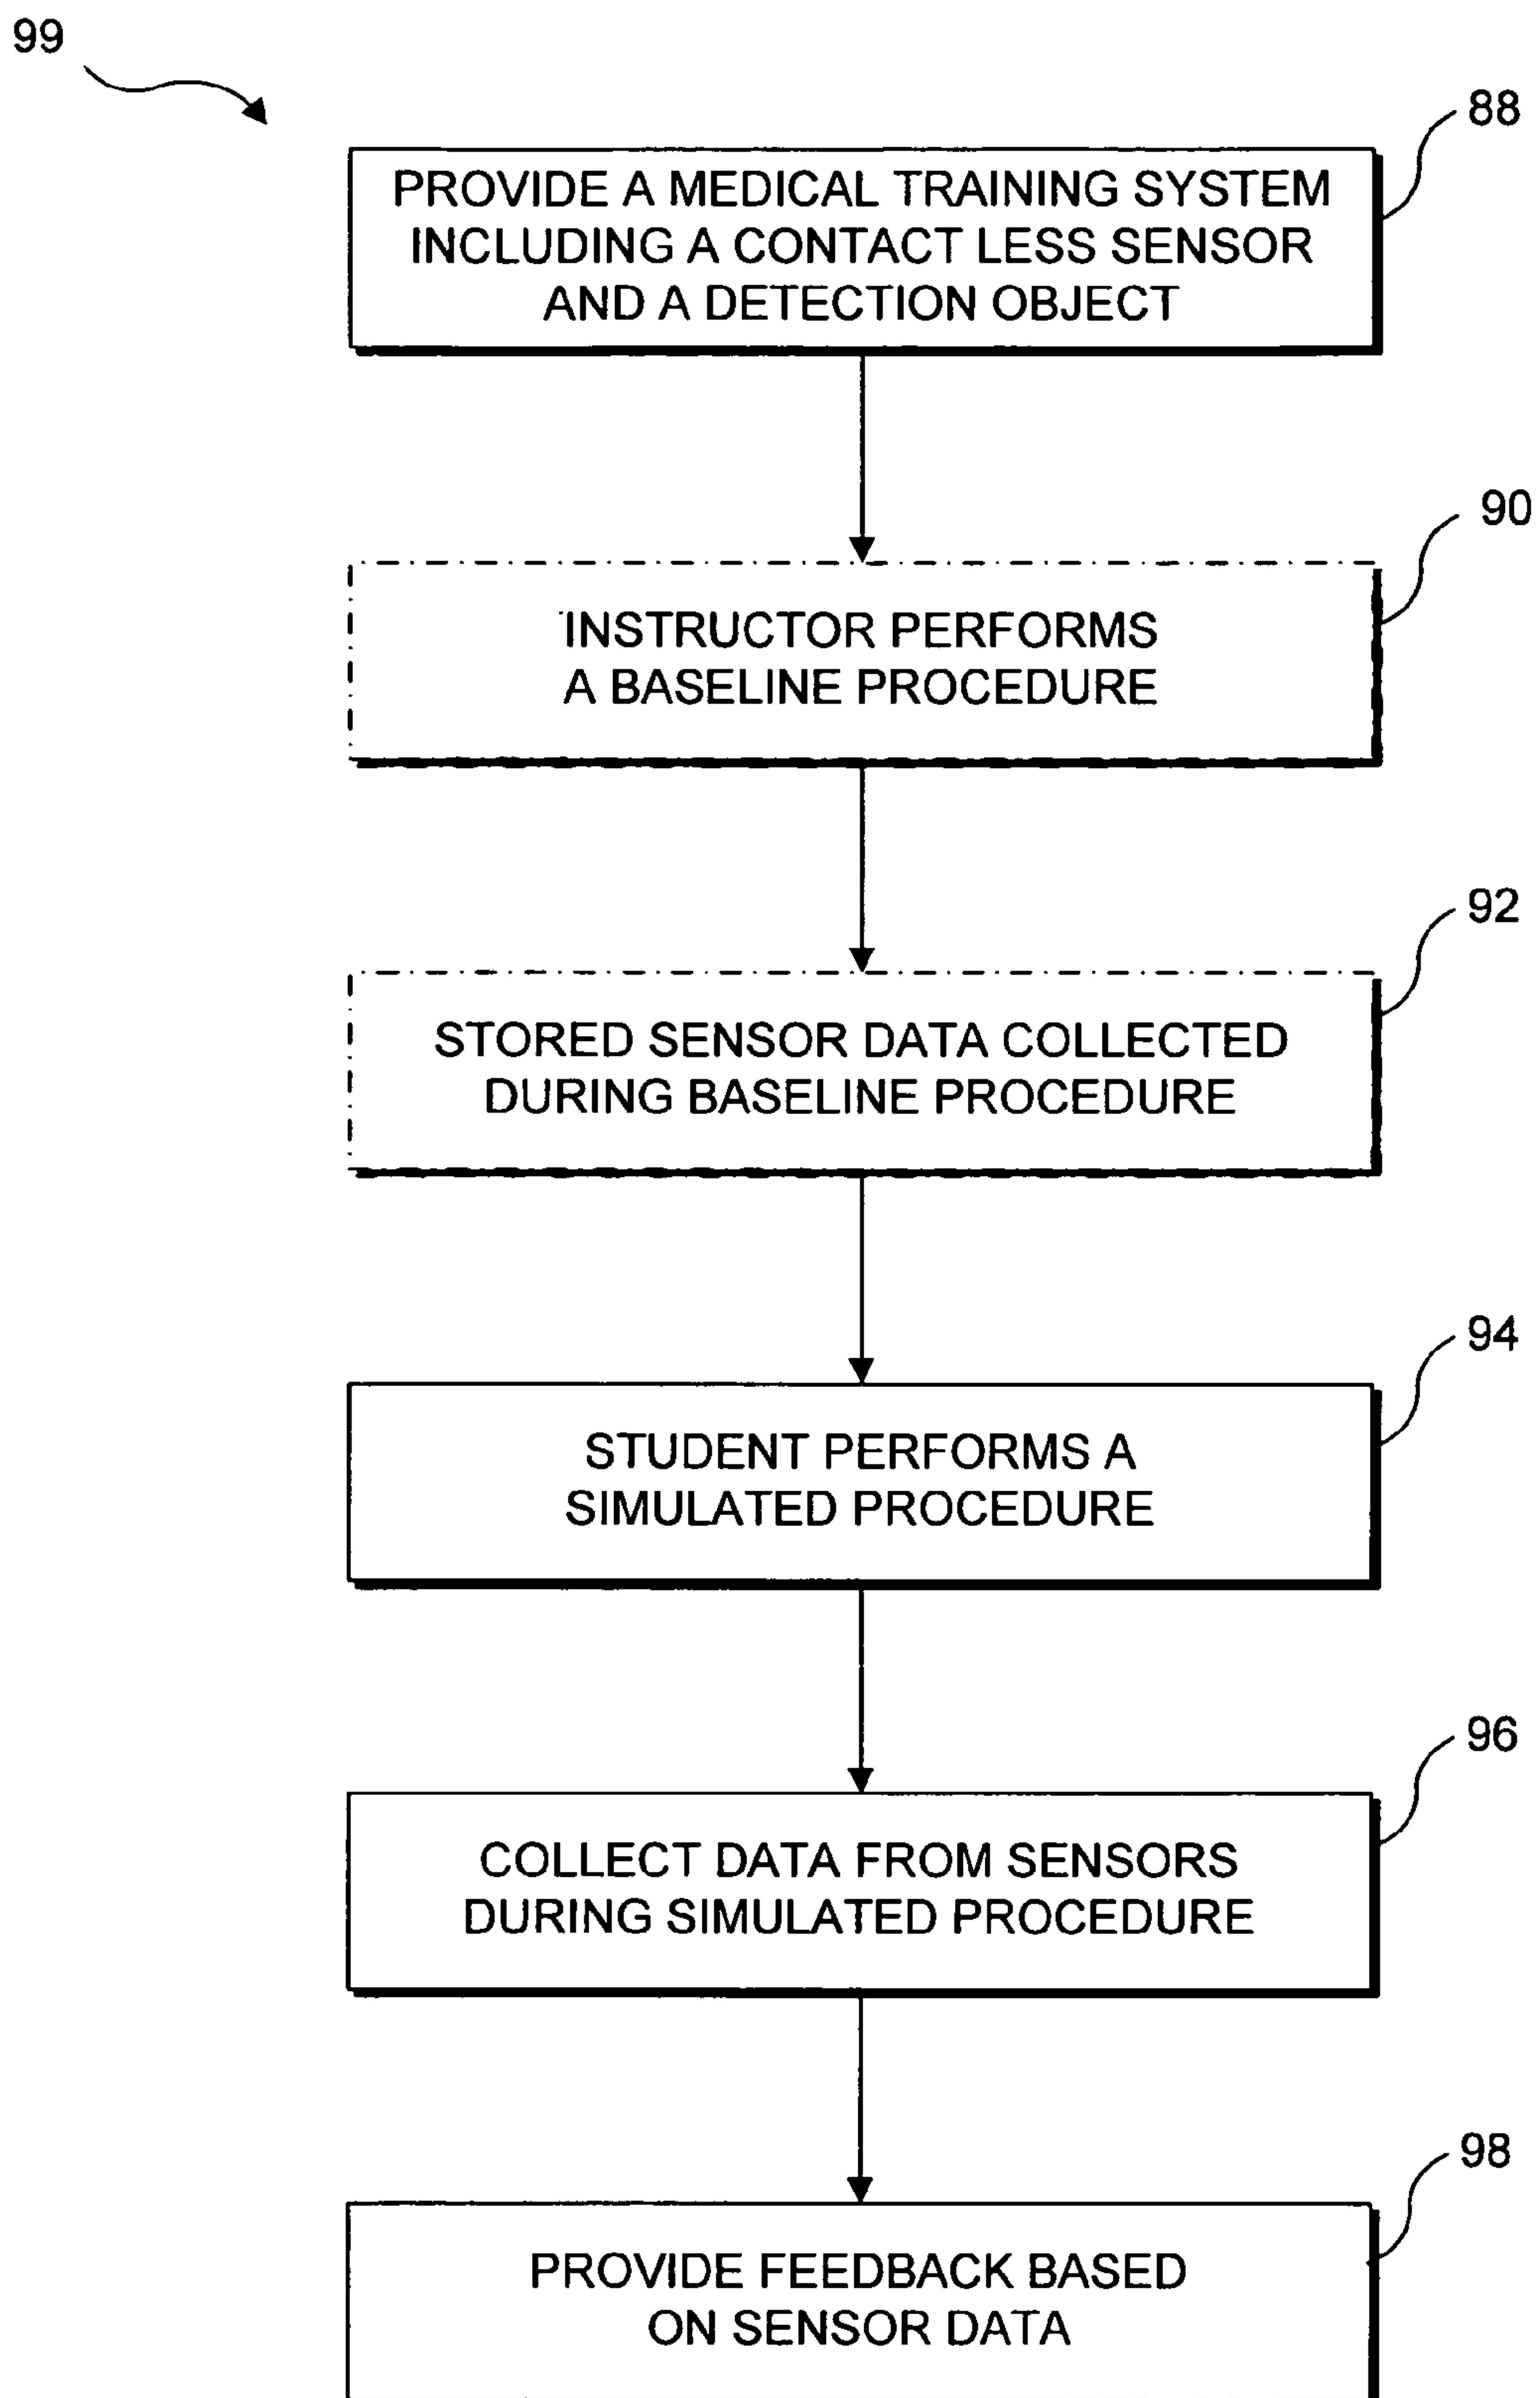 99
88
PROVIDE A MEDICAL TRAINING SYSTEM
INCLUDING A CONTACT LESS SENSOR
AND A DETECTION OBJECT
90
INSTRUCTOR PERFORMS
A BASELINE PROCEDURE
92
STORED SENSOR DATA COLLECTED
DURING BASELINE PROCEDURE
94
STUDENT PERFORMS A
SIMULATED PROCEDURE
96
COLLECT DATA FROM SENSORS
DURING SIMULATED PROCEDURE
98
PROVIDE FEEDBACK BASED
ON SENSOR DATA